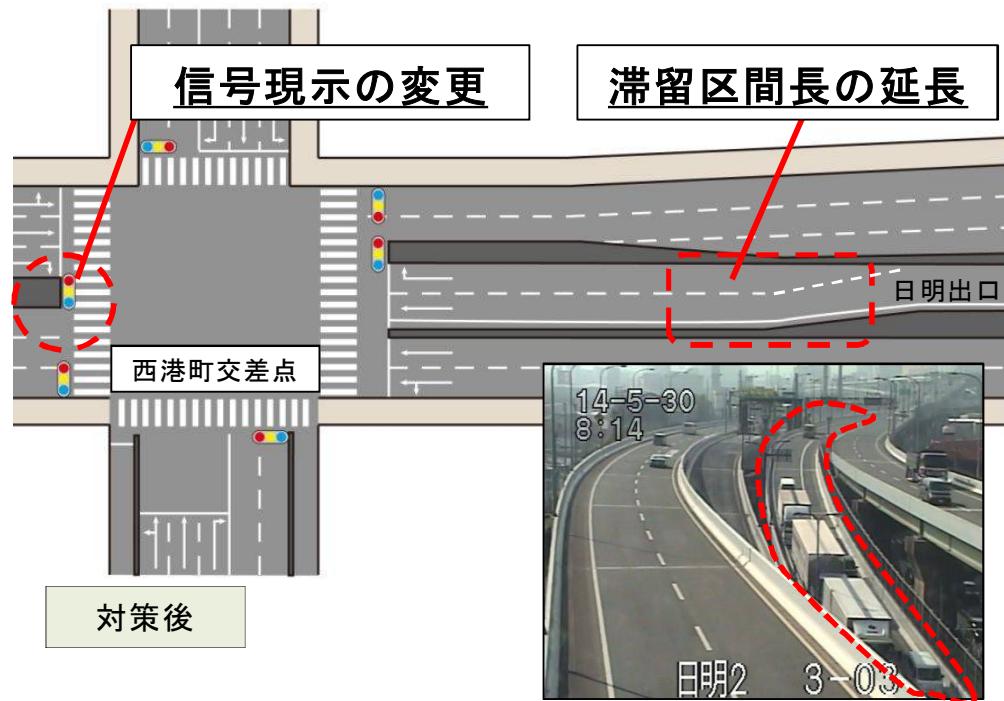 信号現示の変更
滞留区間長の延長
日明出口
西港町交差点
14-5-30
8:14
対策後
日明2 3-03